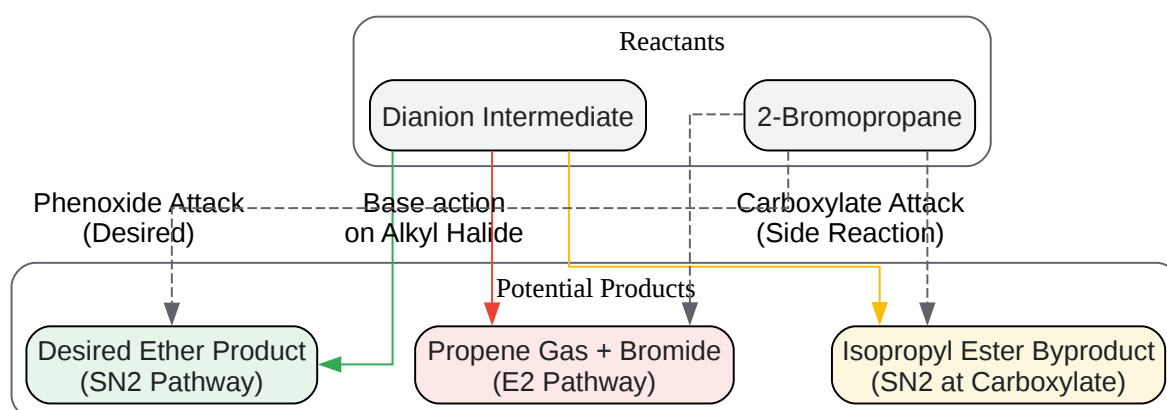 Reactants
Dianion Intermediate
2-Bromopropane
Phenoxide Attack
(Desired)
Base action
on Alkyl Halide
Carboxylate Attack
(Side Reaction)
Potential Products
Desired Ether Product
(SN2 Pathway)
Propene Gas + Bromide
(E2 Pathway)
Isopropyl Ester Byproduct
(SN2 at Carboxylate)